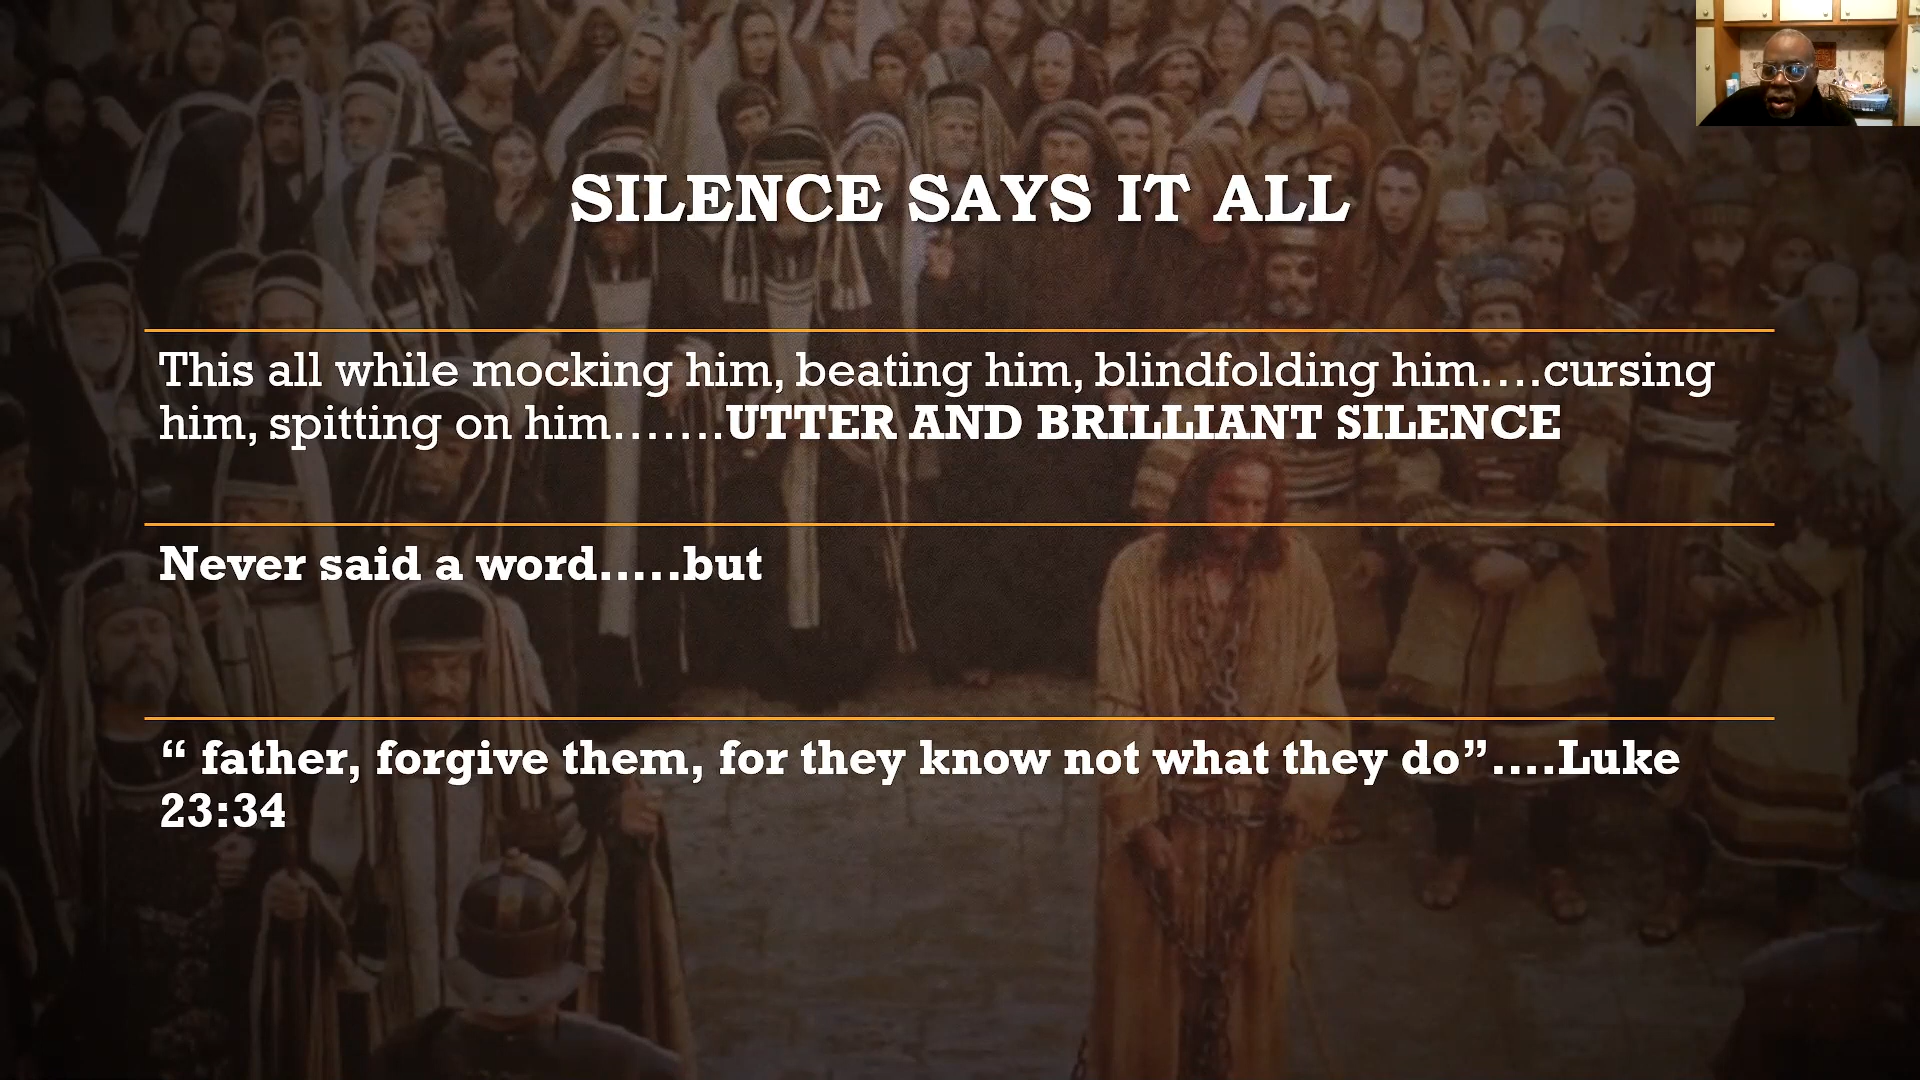 SILENCE SAYS IT ALL
This all while mocking him, beating him, blindfolding him....cursing
him, spitting on him.......UTTER AND BRILLIANT SILENCE
Never said a word.....but
“ father, forgive them, for they know not what they do”....Luke
23:34